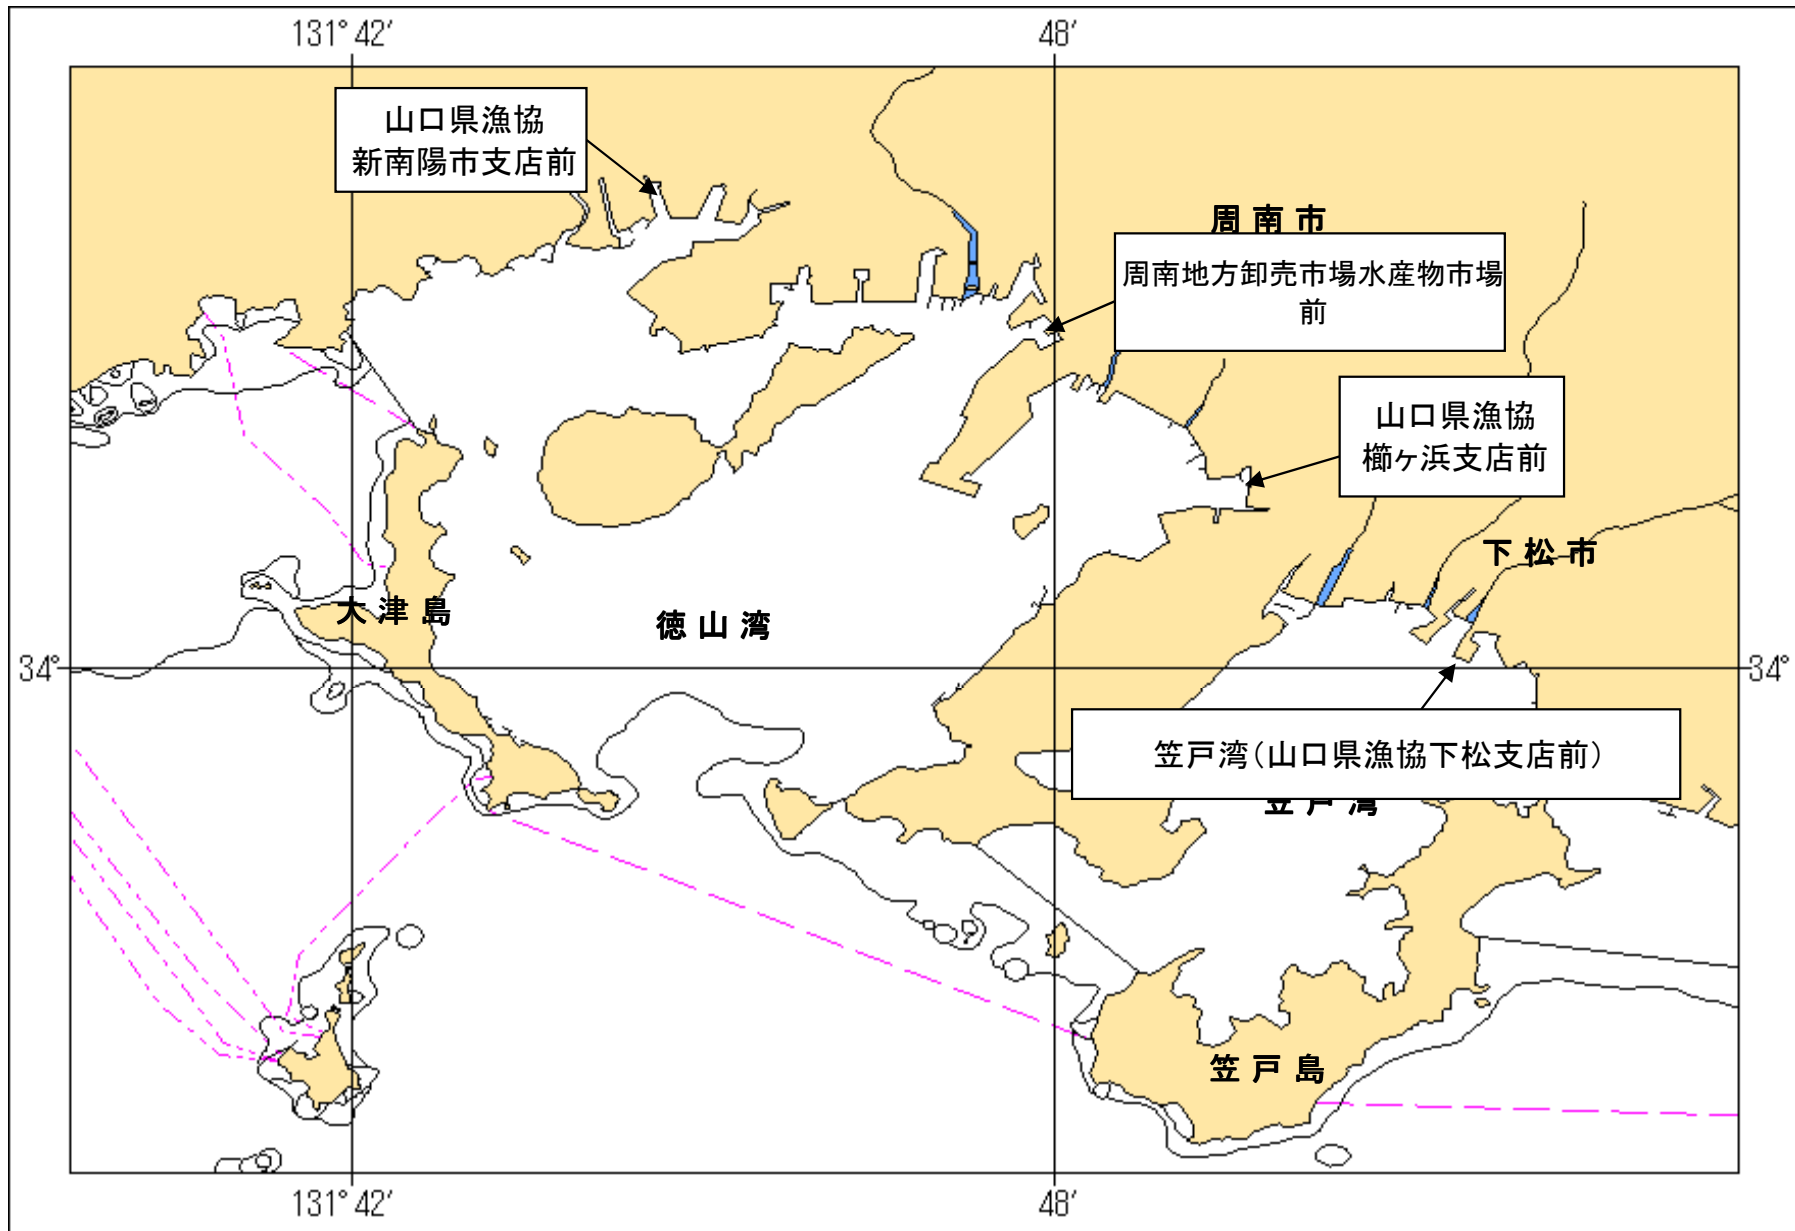 131°42′
48′
山口県漁協
新南陽市支店前
周南市
周南地方卸売市場水産物市場
前
山口県漁協
櫛ヶ浜支店前
下松市
大津島
徳山湾
34°
34°
笠戸湾(山口県漁協下松支店前)
笠戸湾
笠戸島
131°42′
48′